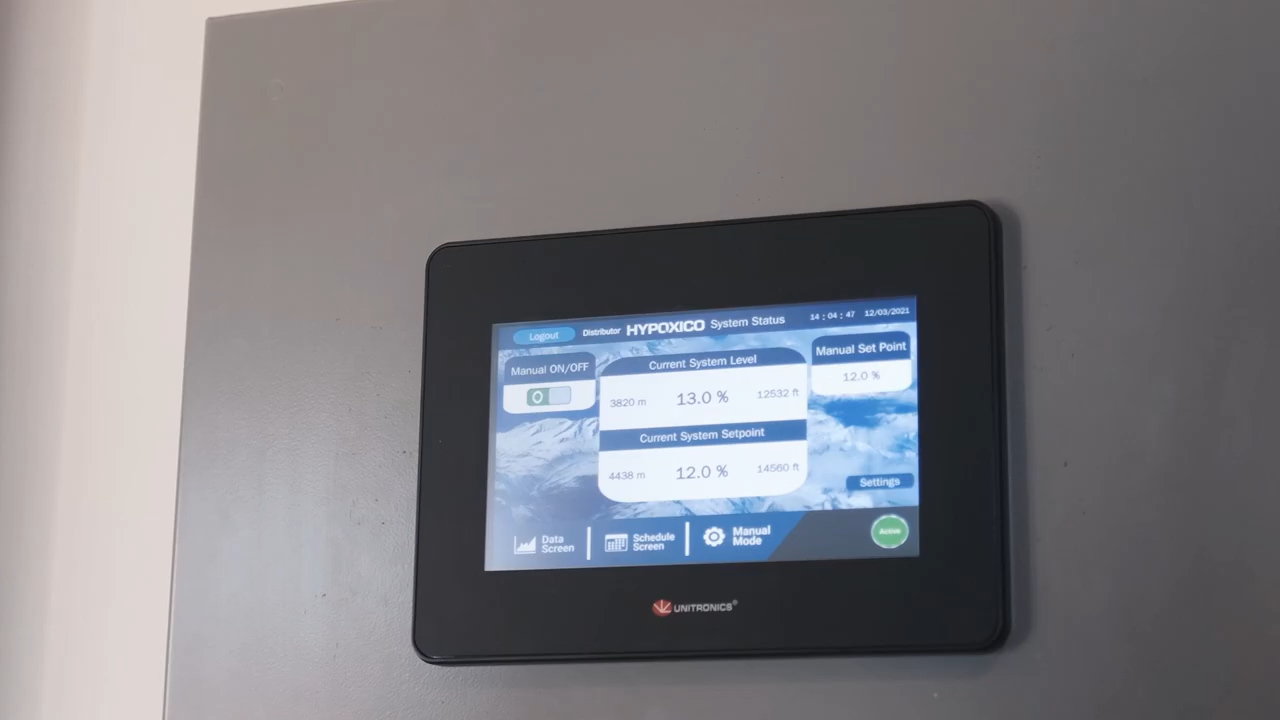 Logout Distributor HYPOXICO System Status 14 : 04 : 47 12/03/2021
Manual ON/OFF
Current System Level
3820 m 13.0 % 12532 ft
Current System Setpoint
4438 m 12.0 % 14560 ft
Manual Set Point
12.0 %
Settings
Data
Screen
Schedule
Screen
Manual
Mode
Active
UNITRONICS®